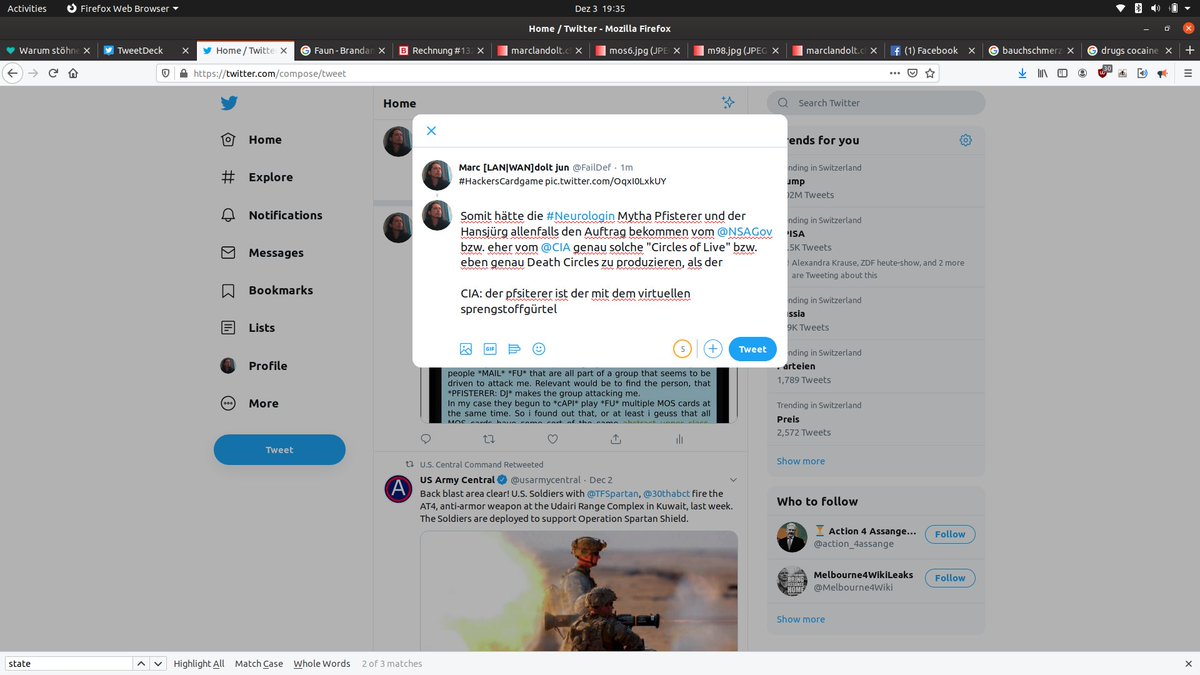 Activities
Firefox Web Browser
Dez 3 19:35
Home / Twitter - Mozilla Firefox
Warum stöhne
TweetDeck
Home / Twitte
Faun - Brandan
Rechnung #13
marclandolt.c
mos6.jpg (JPE
m98.jpg (JPEG
marclandolt.c
(1) Facebook
bauchschmerz
drugs cocaine
https://twitter.com/compose/tweet
Home
Explore
Notifications
Messages
Bookmarks
Lists
Profile
More
Tweet
Home
Marc [LAN|WAN]dolt jun @FailDef · 1m
#HackersCardgame pic.twitter.com/OqxI0LxkUY
Somit hätte die #Neurologin Mytha Pfisterer und der
Hansjürg allenfalls den Auftrag bekommen vom @NSAGov
bzw. eher vom @CIA genau solche "Circles of Live" bzw.
eben genau Death Circles zu produzieren, als der
CIA: der pfsiterer ist der mit dem virtuellen
sprengstoffgürtel
GIF
5
Tweet
people *MAIL* *FU* that are all part of a group that seems to be
driven to attack me. Relevant would be to find the person, that
*PFISTERER: DJ* makes the group attacking me.
In my case they begun to *cAPI* play *FU* multiple MOS cards at
the same time. So i found out that, or at least i geuss that all
MOS cards have some sort of the same abstract upper class
U.S. Central Command Retweeted
US Army Central @usarmycentral · Dec 2
Back blast area clear! U.S. Soldiers with @TFSpartan, @30thabct fire the
AT4, anti-armor weapon at the Udairi Range Complex in Kuwait, last week.
The Soldiers are deployed to support Operation Spartan Shield.
Search Twitter
ends for you
ending in Switzerland
ump
02M Tweets
ending in Switzerland
PISA
.5K Tweets
Alexandra Krause, ZDF heute-show, and 2 more
are Tweeting about this
ending in Switzerland
ussia
9K Tweets
ending in Switzerland
arteien
1,789 Tweets
Trending in Switzerland
Preis
2,572 Tweets
Show more
Who to follow
Action 4 Assange...
@action_4assange
Follow
Melbourne4WikiLeaks
@Melbourne4Wiki
Follow
Show more
state
Highlight All
Match Case
Whole Words
2 of 3 matches